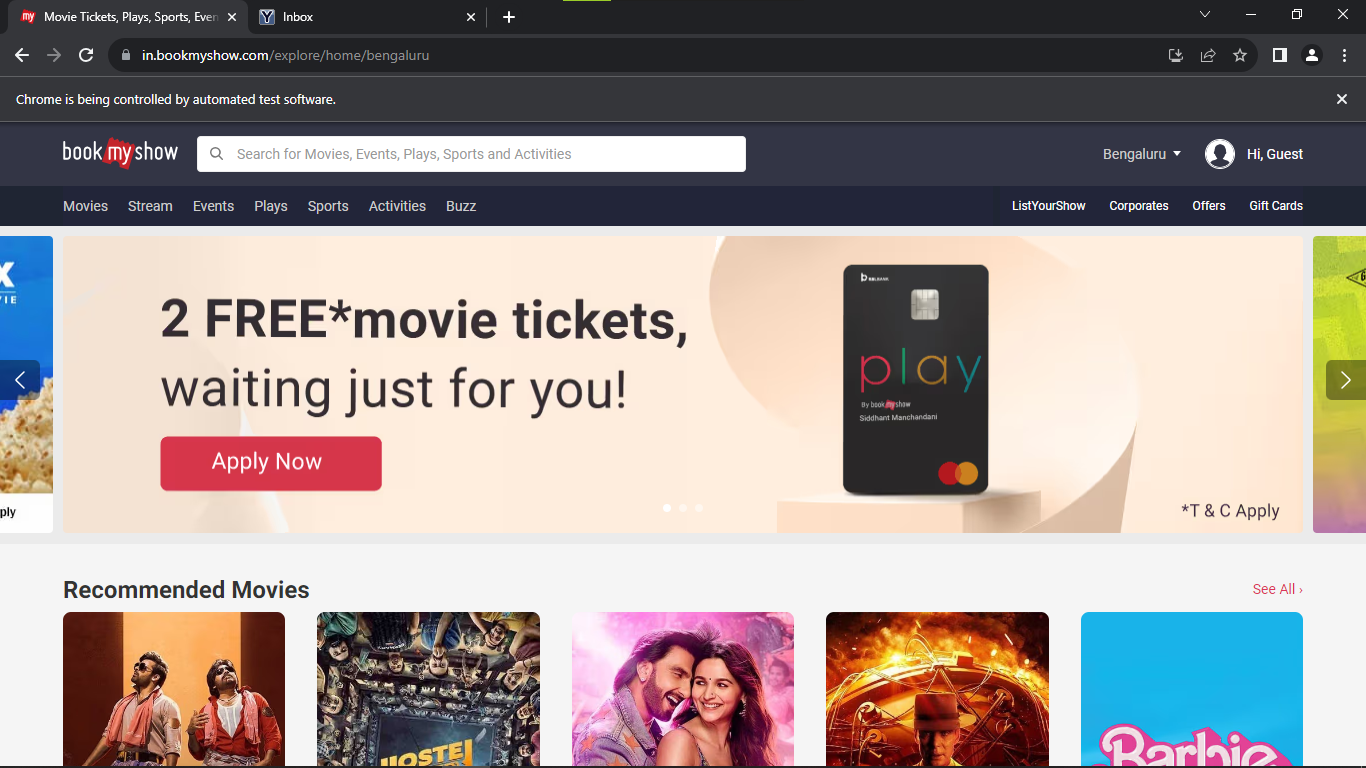 Movie Tickets, Plays, Sports, Even
Inbox
in.bookmyshow.com/explore/home/bengaluru
Chrome is being controlled by automated test software.
book my show
Search for Movies, Events, Plays, Sports and Activities
Bengaluru
Hi, Guest
Movies Stream Events Plays Sports Activities Buzz
ListYourShow Corporates Offers Gift Cards
X
IE
ply
2 FREE*movie tickets,
waiting just for you!
Apply Now
RBLBANK
play
By bookmyshow
Siddhant Manchandani
*T & C Apply
Recommended Movies
See All ›
HOSTEL
Barbie